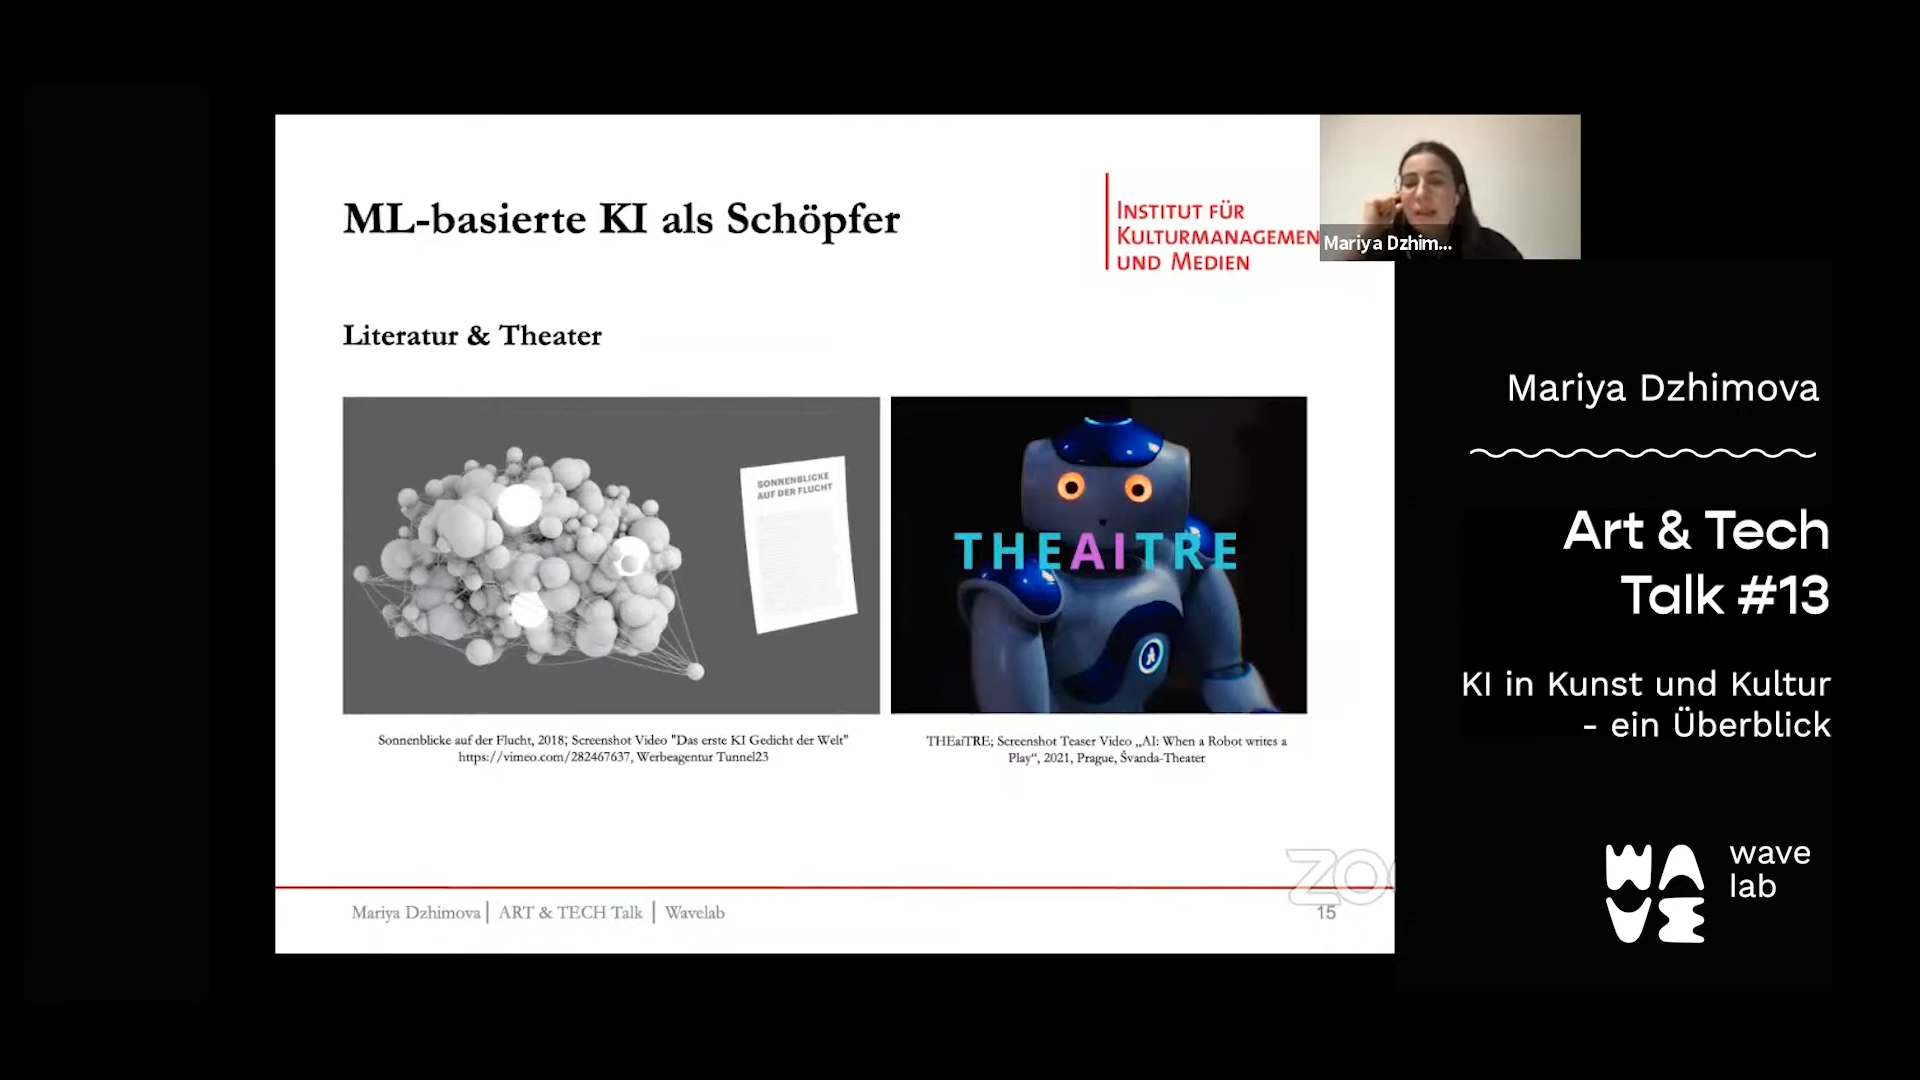 ML-basierte KI als Schöpfer
INSTITUT FÜR
KULTURMANAGEMEN
UND MEDIEN
Mariya Dzhim...
Literatur & Theater
SONNENBLICKE
AUF DER FLUCHT
THEAITRE
Sonnenblicke auf der Flucht, 2018; Screenshot Video "Das erste KI Gedicht der Welt"
https://vimeo.com/282467637, Werbeagentur Tunnel23
THEaiTRE; Screenshot Teaser Video „AI: When a Robot writes a
Play“, 2021, Prague, Švanda-Theater
Mariya Dzhimova | ART & TECH Talk | Wavelab
15
ZO
Mariya Dzhimova
Art & Tech
Talk #13
KI in Kunst und Kultur
- ein Überblick
WAVE
wave
lab